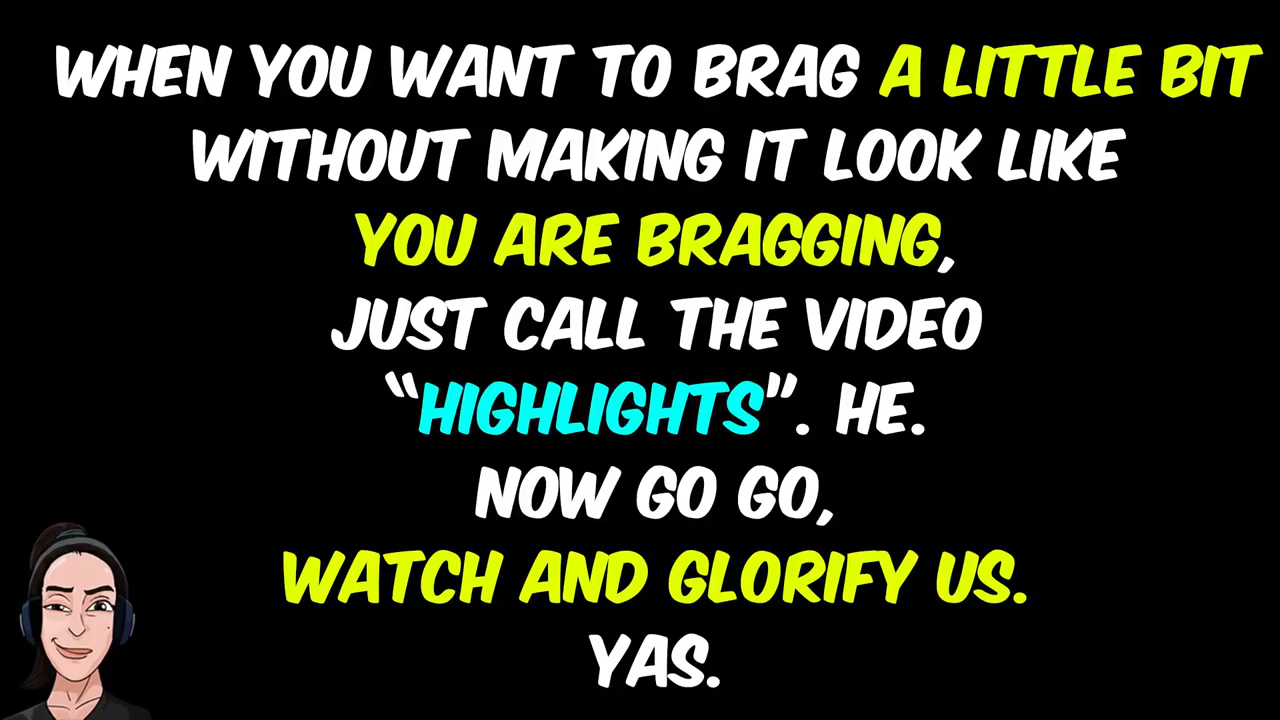 WHEN YOU WANT TO BRAG A LITTLE BIT
WITHOUT MAKING IT LOOK LIKE
YOU ARE BRAGGING,
JUST CALL THE VIDEO
“HIGHLIGHTS”. HE.
NOW GO GO,
WATCH AND GLORIFY US.
YAS.